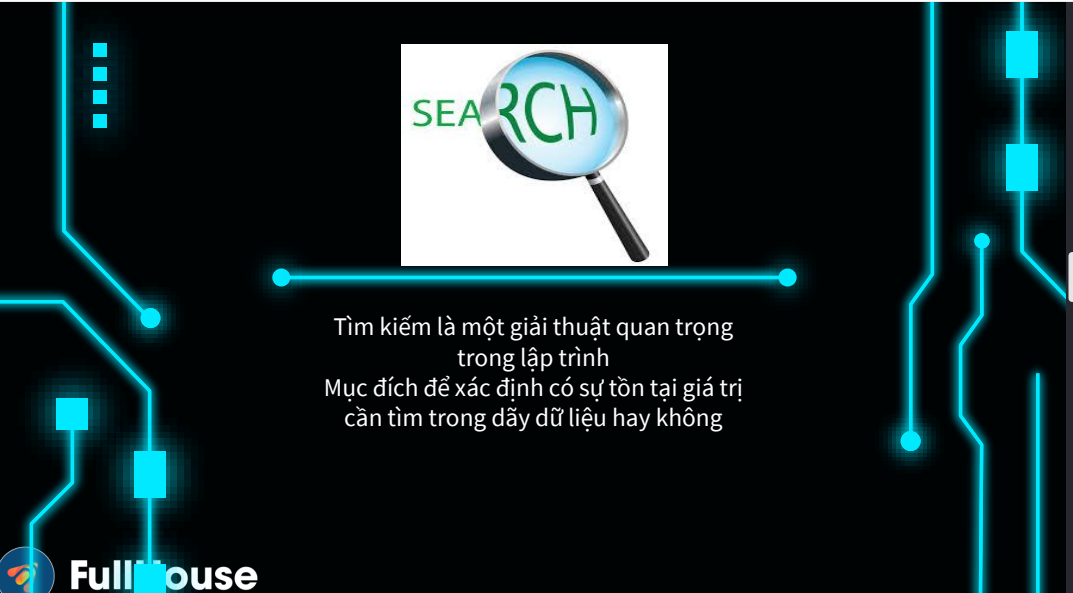 SEARCH
Tìm kiếm là một giải thuật quan trọng
trong lập trình
Mục đích để xác định có sự tồn tại giá trị
cần tìm trong dãy dữ liệu hay không
FullHouse